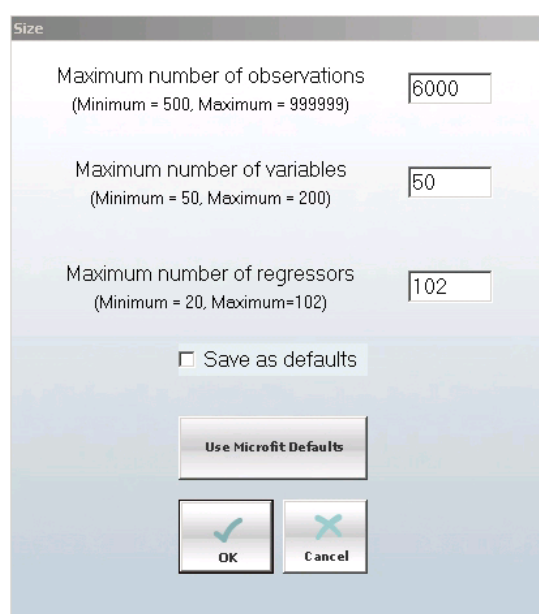 Size
Maximum number of observations
6000
(Minimum = 500, Maximum = 999999)
Maximum number of variables
50
(Minimum = 50, Maximum = 200)
Maximum number of regressors
102
(Minimum = 20, Maximum=102)
Save as defaults
Use Microfit Defaults
OK
Cancel